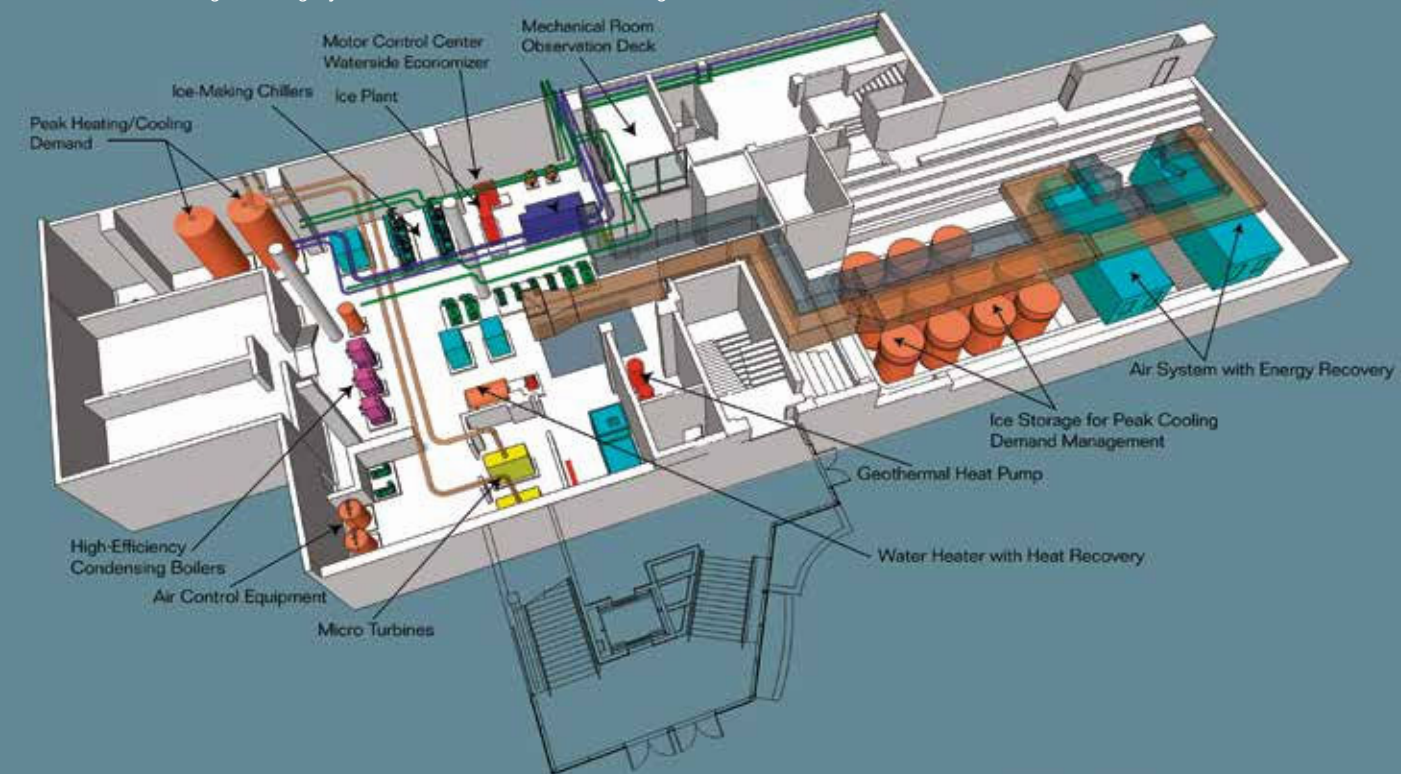 Mechanical Room
Observation Deck
Motor Control Center
Waterside Economizer
Ice-Making Chillers
Ice Plant
Peak Heating/Cooling
Demand
Air System with Energy Recovery
Ice Storage for Peak Cooling
Demand Management
Geothermal Heat Pump
Water Heater with Heat Recovery
High-Efficiency
Condensing Boilers
Air Control Equipment
Micro Turbines